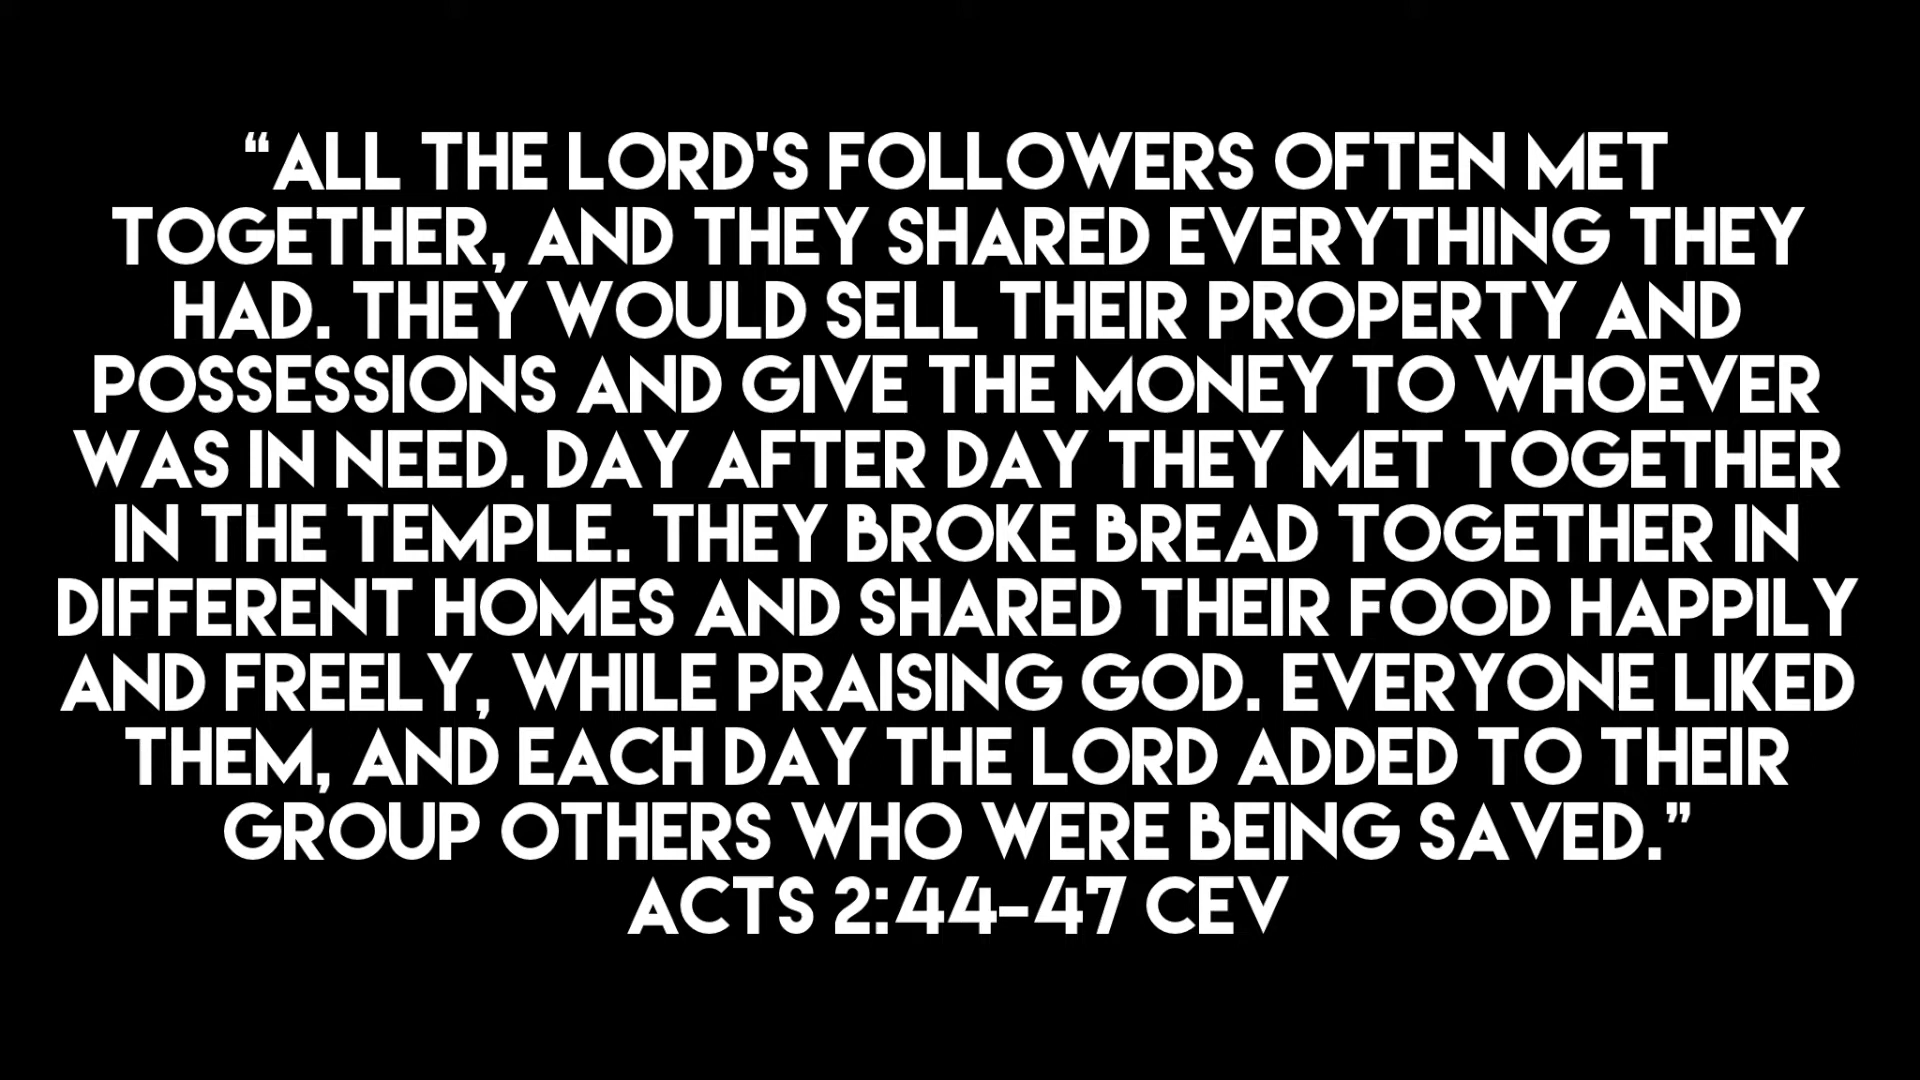 “ALL THE LORD'S FOLLOWERS OFTEN MET
TOGETHER, AND THEY SHARED EVERYTHING THEY
HAD. THEY WOULD SELL THEIR PROPERTY AND
POSSESSIONS AND GIVE THE MONEY TO WHOEVER
WAS IN NEED. DAY AFTER DAY THEY MET TOGETHER
IN THE TEMPLE. THEY BROKE BREAD TOGETHER IN
DIFFERENT HOMES AND SHARED THEIR FOOD HAPPILY
AND FREELY, WHILE PRAISING GOD. EVERYONE LIKED
THEM, AND EACH DAY THE LORD ADDED TO THEIR
GROUP OTHERS WHO WERE BEING SAVED.”
ACTS 2:44-47 CEV